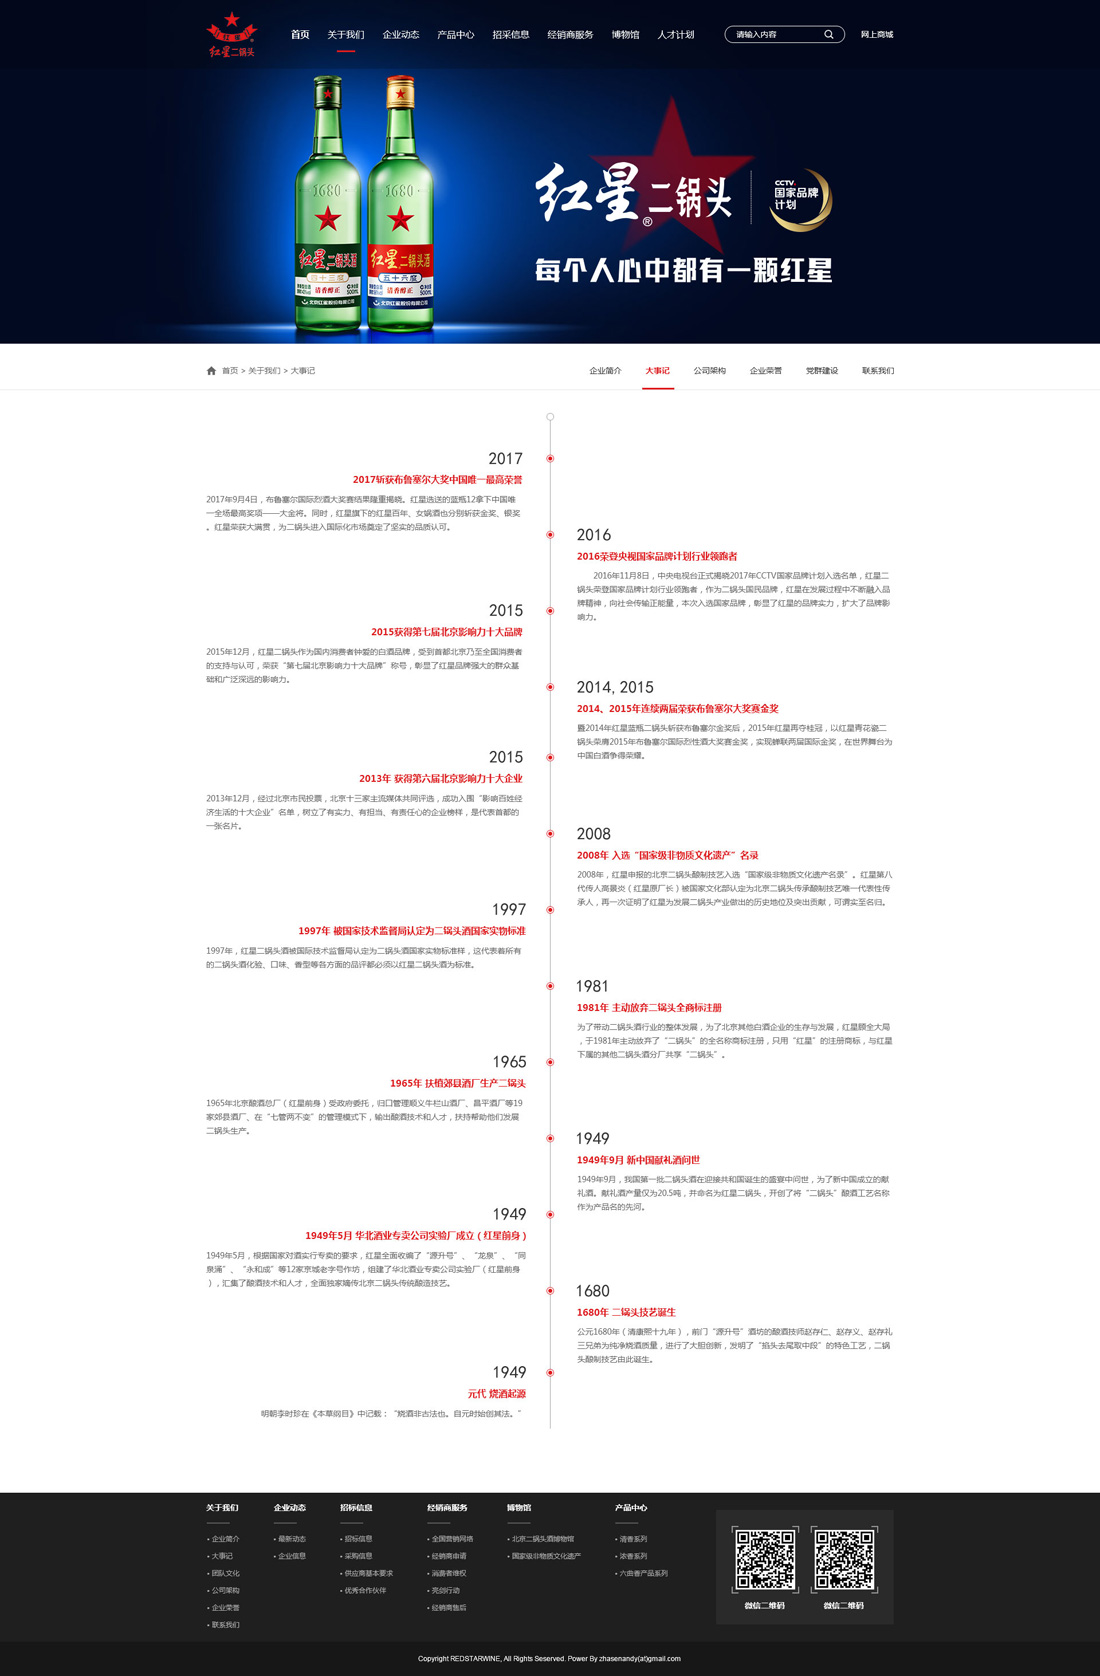 红星二锅头
首页 关于我们 企业动态 产品中心 招采信息 经销商服务 博物馆 人才计划
请输入内容
网上商城
1680 1680
红星二锅头酒 红星二锅头酒
四十三度 五十六度
清香醇正 清香醇正
500mL 500mL
北京红星股份有限公司 北京红星股份有限公司
红星二锅头®
CCTV.
国家品牌
计划
每个人心中都有一颗红星
首页 > 关于我们 > 大事记
企业简介 大事记 公司架构 企业荣誉 党群建设 联系我们
2017
2017斩获布鲁塞尔大奖中国唯一最高荣誉
2017年9月4日，布鲁塞尔国际烈酒大奖赛结果隆重揭晓。红星选送的蓝瓶12拿下中国唯
一全场最高奖项——大金将。同时，红星旗下的红星百年、女娲酒也分别斩获金奖、银奖
。红星荣获大满贯，为二锅头进入国际化市场奠定了坚实的品质认可。
2016
2016荣登央视国家品牌计划行业领跑者
2016年11月8日，中央电视台正式揭晓2017年CCTV国家品牌计划入选名单，红星二
锅头荣登国家品牌计划行业领跑者，作为二锅头国民品牌，红星在发展过程中不断融入品
牌精神，向社会传输正能量，本次入选国家品牌，彰显了红星的品牌实力，扩大了品牌影
响力。
2015
2015获得第七届北京影响力十大品牌
2015年12月，红星二锅头作为国内消费者钟爱的白酒品牌，受到首都北京乃至全国消费者
的支持与认可，荣获“第七届北京影响力十大品牌”称号，彰显了红星品牌强大的群众基
础和广泛深远的影响力。
2014, 2015
2014、2015年连续两届荣获布鲁塞尔大奖赛金奖
暨2014年红星蓝瓶二锅头斩获布鲁塞尔金奖后，2015年红星再夺桂冠，以红星青花瓷二
锅头荣膺2015年布鲁塞尔国际烈性酒大奖赛金奖，实现蝉联两届国际金奖，在世界舞台为
中国白酒争得荣耀。
2015
2013年 获得第六届北京影响力十大企业
2013年12月，经过北京市民投票，北京十三家主流媒体共同评选，成功入围“影响百姓经
济生活的十大企业”名单，树立了有实力、有担当、有责任心的企业榜样，是代表首都的
一张名片。
2008
2008年 入选“国家级非物质文化遗产”名录
2008年，红星申报的北京二锅头酿制技艺入选“国家级非物质文化遗产名录”。红星第八
代传人高景炎（红星原厂长）被国家文化部认定为北京二锅头传承酿制技艺唯一代表性传
承人，再一次证明了红星为发展二锅头产业做出的历史地位及突出贡献，可谓实至名归。
1997
1997年 被国家技术监督局认定为二锅头酒国家实物标准
1997年，红星二锅头酒被国际技术监督局认定为二锅头酒国家实物标准样，这代表着所有
的二锅头酒化验、口味、香型等各方面的品评都必须以红星二锅头酒为标准。
1981
1981年 主动放弃二锅头全商标注册
为了带动二锅头酒行业的整体发展，为了北京其他白酒企业的生存与发展，红星顾全大局
，于1981年主动放弃了“二锅头”的全名称商标注册，只用“红星”的注册商标，与红星
下属的其他二锅头酒分厂共享“二锅头”。
1965
1965年 扶植郊县酒厂生产二锅头
1965年北京酿酒总厂（红星前身）受政府委托，归口管理顺义牛栏山酒厂、昌平酒厂等19
家郊县酒厂、在“七管两不变”的管理模式下，输出酿酒技术和人才，扶持帮助他们发展
二锅头生产。
1949
1949年9月 新中国献礼酒问世
1949年9月，我国第一批二锅头酒在迎接共和国诞生的盛宴中问世，为了新中国成立的献
礼酒。献礼酒产量仅为20.5吨，并命名为红星二锅头，开创了将“二锅头”酿酒工艺名称
作为产品名的先河。
1949
1949年5月 华北酒业专卖公司实验厂成立（红星前身）
1949年5月，根据国家对酒实行专卖的要求，红星全面收编了“源升号”、“龙泉”、“同
泉涌”、“永和成”等12家京城老字号作坊，组建了华北酒业专卖公司实验厂（红星前身
），汇集了酿酒技术和人才，全面独家嫡传北京二锅头传统酿造技艺。
1680
1680年 二锅头技艺诞生
公元1680年（清康熙十九年），前门“源升号”酒坊的酿酒技师赵存仁、赵存义、赵存礼
三兄弟为纯净烧酒质量，进行了大胆创新，发明了“掐头去尾取中段”的特色工艺，二锅
头酿制技艺由此诞生。
1949
元代 烧酒起源
明朝李时珍在《本草纲目》中记载：“烧酒非古法也。自元时始创其法。”
关于我们 企业动态 招标信息 经销商服务 博物馆 产品中心
• 企业简介 • 最新动态 • 招标信息 • 全国营销网络 • 北京二锅头酒博物馆 • 清香系列
• 大事记 • 企业信息 • 采购信息 • 经销商申请 • 国家级非物质文化遗产 • 浓香系列
• 团队文化 • 供应商基本要求 • 消费者维权 • 六曲香产品系列
• 公司架构 • 优秀合作伙伴 • 亮剑行动
• 企业荣誉 • 经销商售后
• 联系我们
微信二维码 微信二维码
Copyright REDSTARWINE, All Rights Seserved. Power By zhasenandy(at)gmail.com